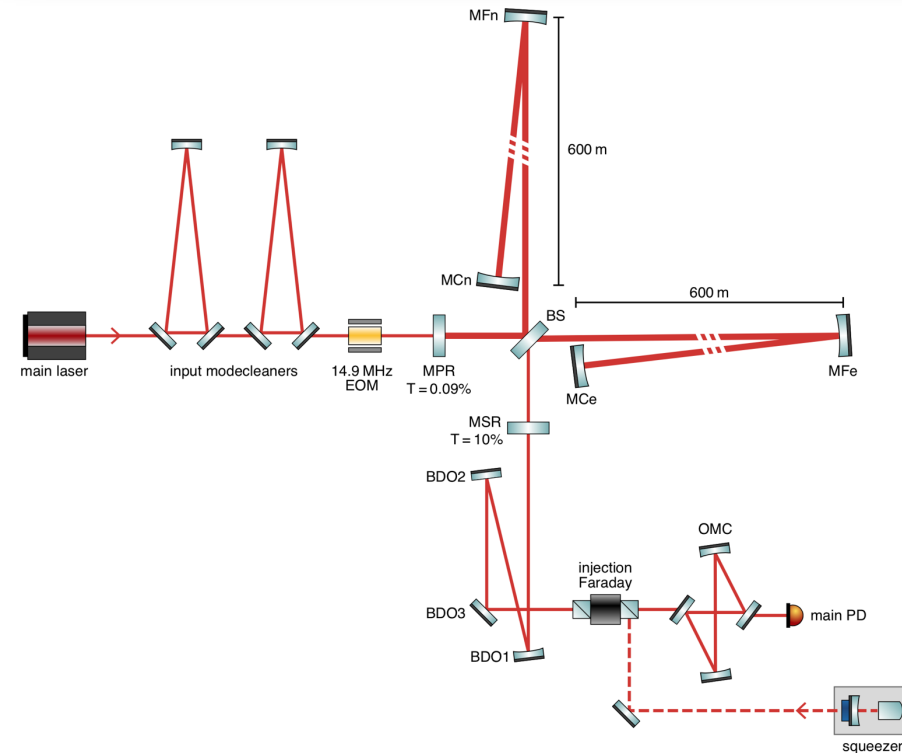 MFn
600 m
MCn
600 m
BS
main laser
input modecleaners
14.9 MHz
EOM
MPR
T = 0.09%
MCe
MFe
MSR
T = 10%
BDO2
OMC
injection
Faraday
BDO3
main PD
BDO1
squeezer